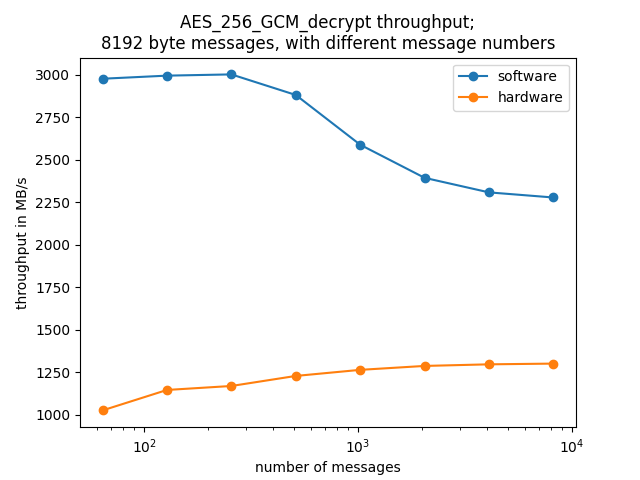 AES_256_GCM_decrypt throughput;
8192 byte messages, with different message numbers
software
hardware
throughput in MB/s
3000
2750
2500
2250
2000
1750
1500
1250
1000
10²
10³
10⁴
number of messages